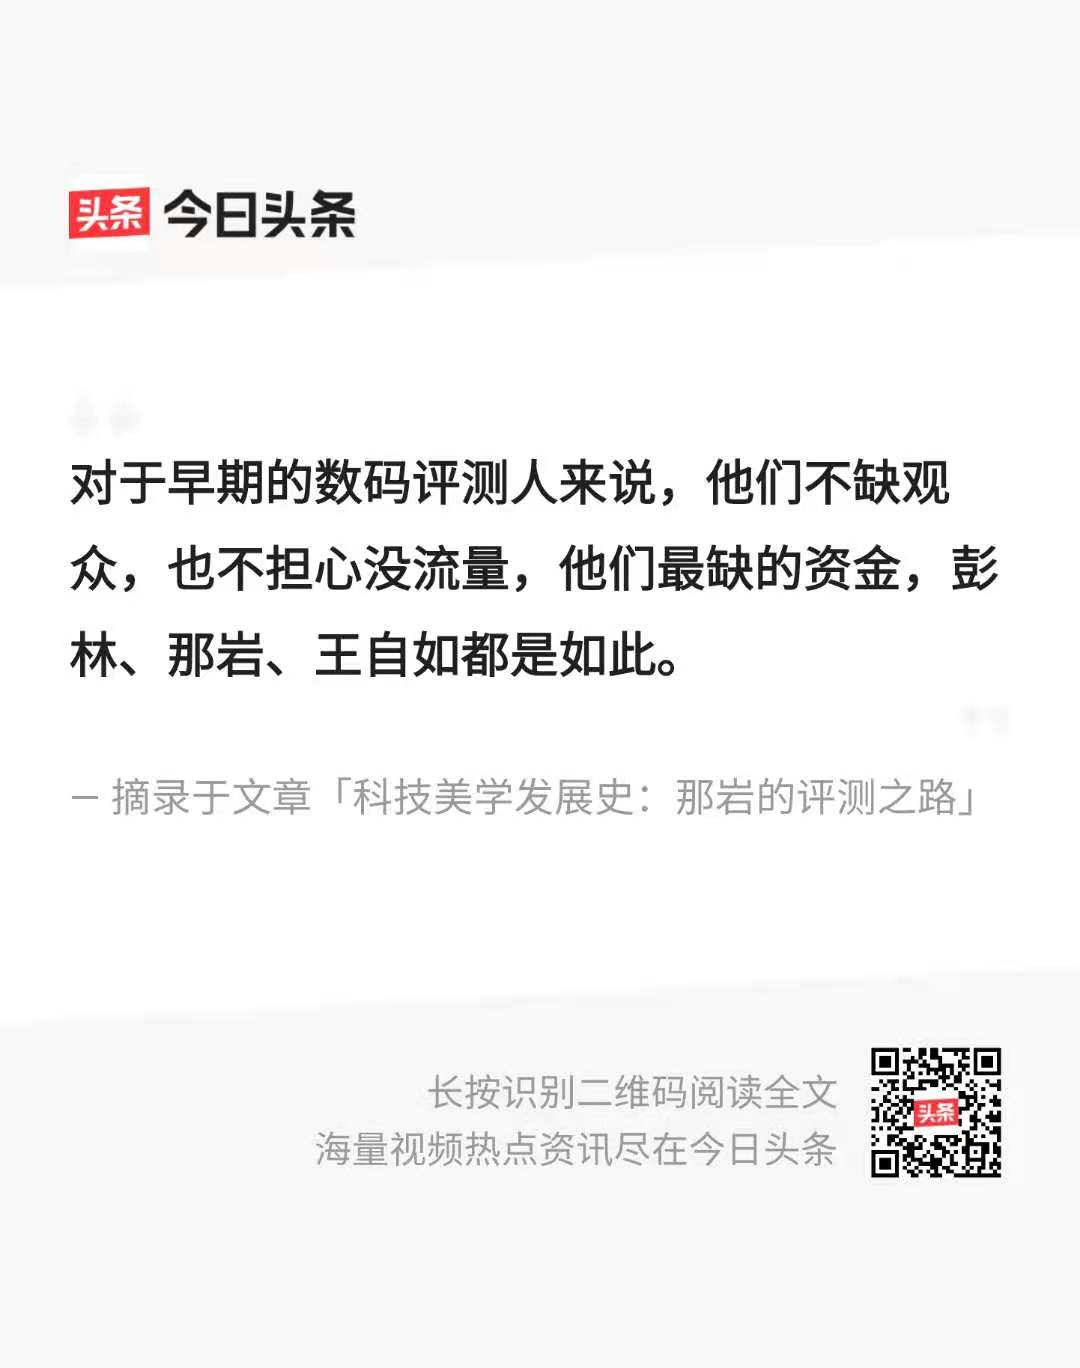 头条 今日头条
对于早期的数码评测人来说，他们不缺观
众，也不担心没流量，他们最缺的资金，彭
林、那岩、王自如都是如此。
– 摘录于文章「科技美学发展史：那岩的评测之路」
长按识别二维码阅读全文
海量视频热点资讯尽在今日头条
头条